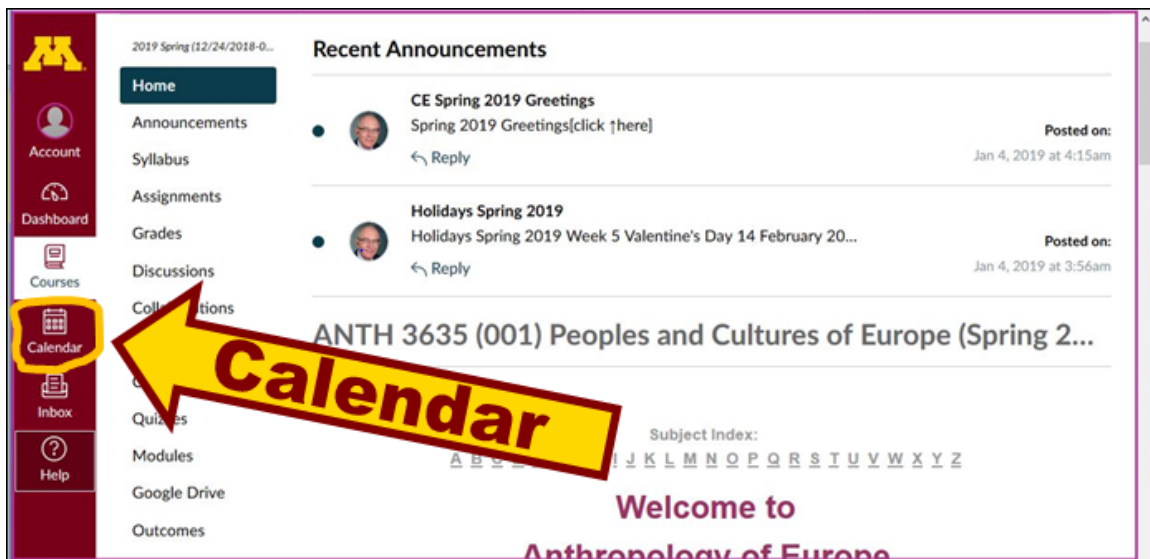 M
Account
Dashboard
Courses
Calendar
Inbox
Help
2019 Spring (12/24/2018-0...
Home
Announcements
Syllabus
Assignments
Grades
Discussions
Quizzes
Modules
Google Drive
Outcomes
Calendar
Recent Announcements
CE Spring 2019 Greetings
Spring 2019 Greetings[click ↑here]
Reply
Posted on:
Jan 4, 2019 at 4:15am
Holidays Spring 2019
Holidays Spring 2019 Week 5 Valentine's Day 14 February 20...
Reply
Posted on:
Jan 4, 2019 at 3:56am
ANTH 3635 (001) Peoples and Cultures of Europe (Spring 2...
Subject Index:
A B C I J K L M N O P Q R S T U V W X Y Z
Welcome to
Anthropology of Europe